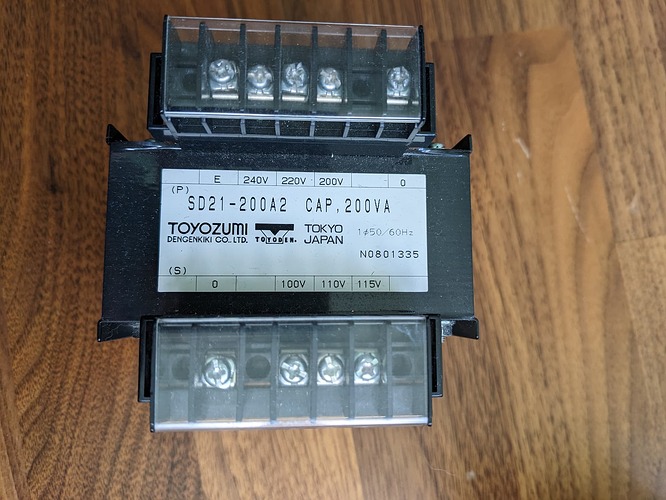 E 240V 220V 200V 0
(P)
SD21-200A2 CAP,200VA
TOYOZUMI
DENGENKIKI CO.,LTD.
TOYODEN.
TOKYO
JAPAN
1ø50/60Hz
N0801335
(S)
0 100V 110V 115V